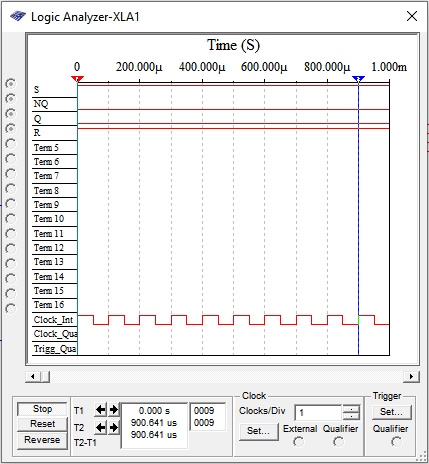 Logic Analyzer-XLA1
Time (S)
0 200.000µ 400.000µ 600.000µ 800.000µ 1.000m
S
NQ
Q
R
Term 5
Term 6
Term 7
Term 8
Term 9
Term 10
Term 11
Term 12
Term 13
Term 14
Term 15
Term 16
Clock_Int
Clock_Qua
Trigg_Qua
Stop
Reset
Reverse
T1 0.000 s 0009
T2 900.641 us 0009
T2-T1 900.641 us
Clock
Clocks/Div 1
Set... External Qualifier
Trigger
Set...
Qualifier